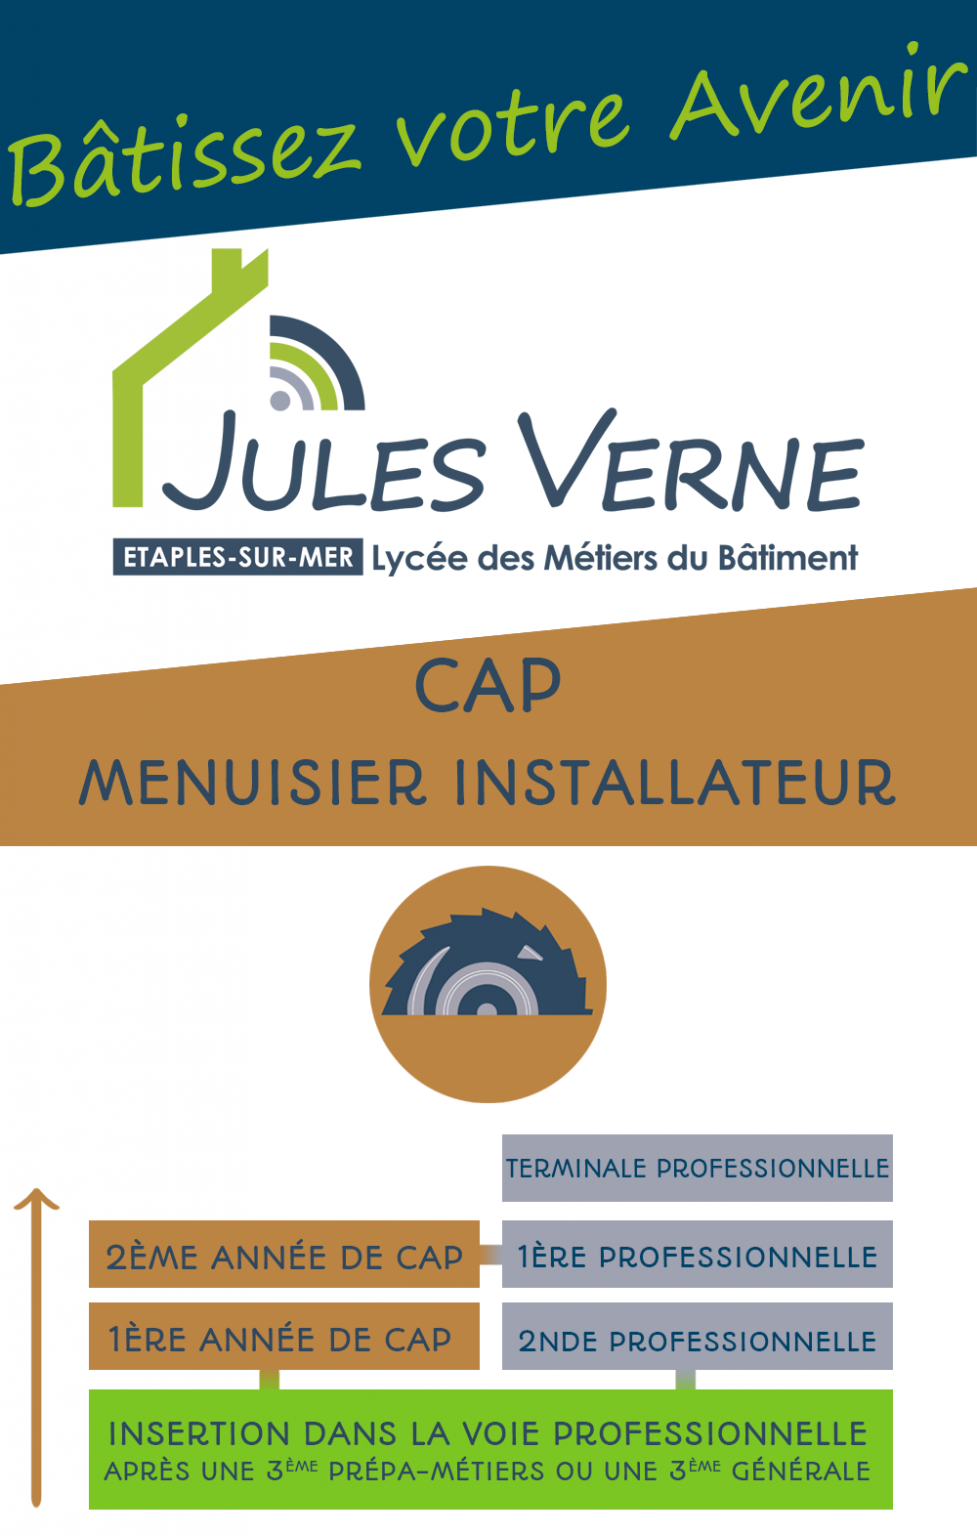 Bâtissez votre Avenir
JULES VERNE
ETAPLES-SUR-MER Lycée des Métiers du Bâtiment
CAP
MENUISIER INSTALLATEUR
TERMINALE PROFESSIONNELLE
2ÈME ANNÉE DE CAP 1ÈRE PROFESSIONNELLE
1ÈRE ANNÉE DE CAP 2NDE PROFESSIONNELLE
INSERTION DANS LA VOIE PROFESSIONNELLE
APRÈS UNE 3ÈME PRÉPA-MÉTIERS OU UNE 3ÈME GÉNÉRALE